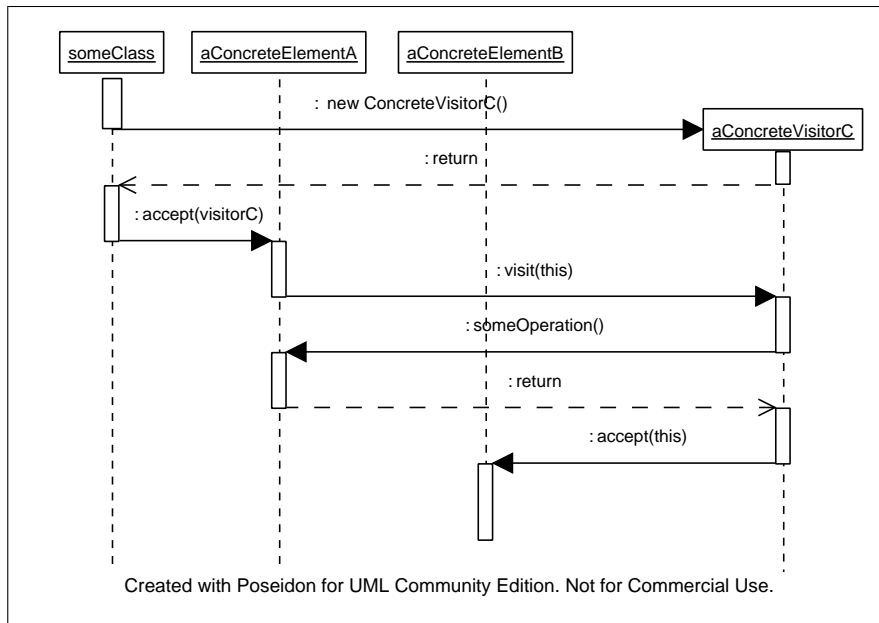 someClass
aConcreteElementA
aConcreteElementB
: new ConcreteVisitorC()
aConcreteVisitorC
: return
: accept(visitorC)
: visit(this)
: someOperation()
: return
: accept(this)
Created with Poseidon for UML Community Edition. Not for Commercial Use.